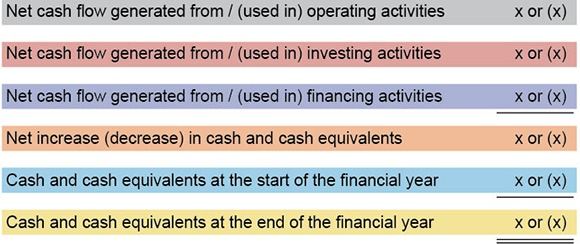 Net cash flow generated from / (used in) operating activities x or (x)
Net cash flow generated from / (used in) investing activities x or (x)
Net cash flow generated from / (used in) financing activities x or (x)
Net increase (decrease) in cash and cash equivalents x or (x)
Cash and cash equivalents at the start of the financial year x or (x)
Cash and cash equivalents at the end of the financial year x or (x)